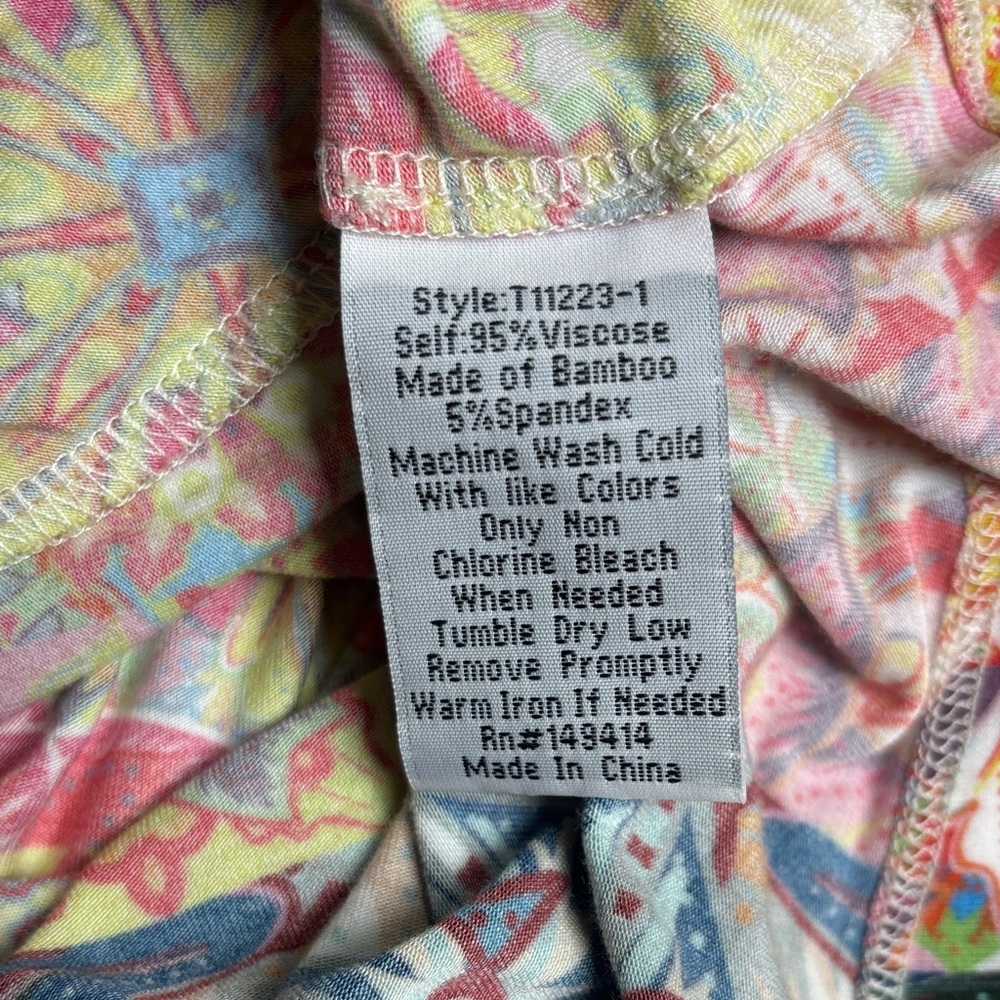 Style:T11223-1
Self:95%Viscose
Made of Bamboo
5%Spandex
Machine Wash Cold
With like Colors
Only Non
Chlorine Bleach
When Needed
Tumble Dry Low
Remove Promptly
Warm Iron If Needed
Rn#149414
Made In China